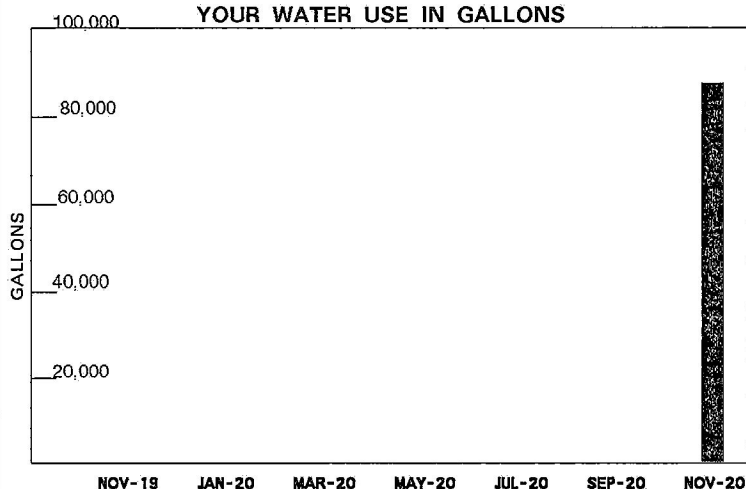 YOUR WATER USE IN GALLONS
100,000
80,000
60,000
40,000
20,000
GALLONS
NOV-19 JAN-20 MAR-20 MAY-20 JUL-20 SEP-20 NOV-20